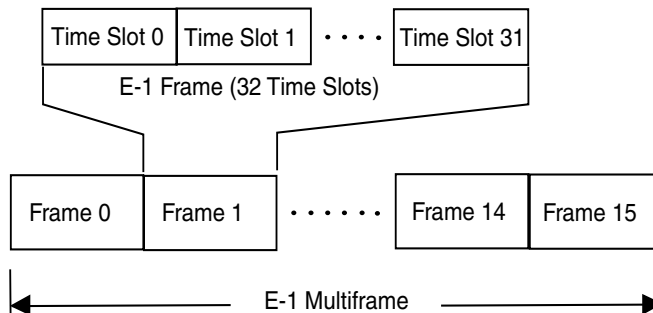 Time Slot 0 Time Slot 1 · · · · Time Slot 31
E-1 Frame (32 Time Slots)
Frame 0 Frame 1 · · · · · · Frame 14 Frame 15
E-1 Multiframe